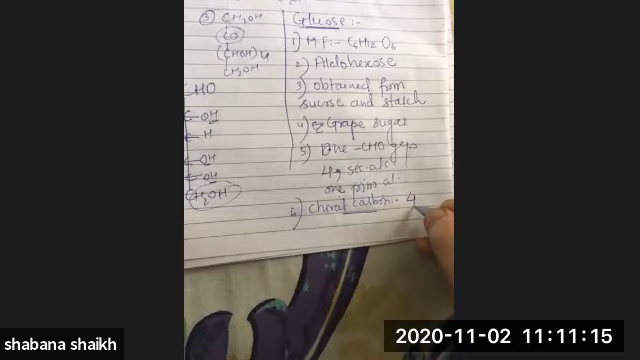 ③ CH₂OH
CO
(CHOH)4
CH₂OH
CHO
C-OH
C-H
C-OH
C-OH
CH₂OH
Glucose:-
1) M.F:- C6H12O6
2) Aldohexose
3) obtained from
sucrose and starch
4) Grape sugar
5) One -CHO grp
4, sec. alc
one prim al.
6) Chiral carbon:- 4
shabana shaikh
2020-11-02 11:11:15